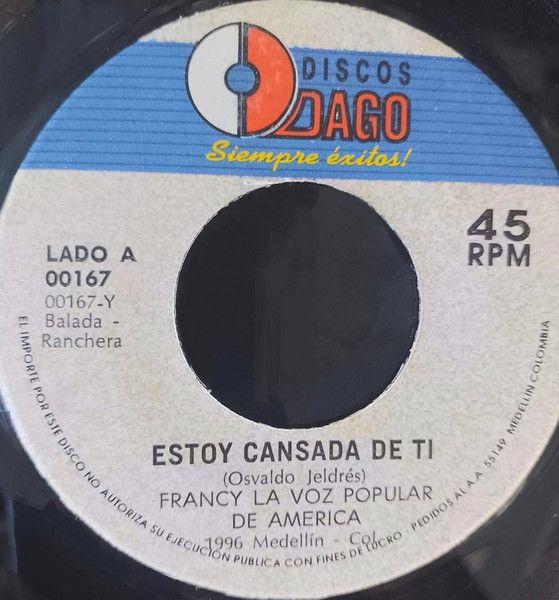 DISCOS
DAGO
Siempre éxitos!
45
RPM
LADO A
00167
00167-Y
Balada -
Ranchera
ESTOY CANSADA DE TI
(Osvaldo Jeldrés)
FRANCY LA VOZ POPULAR
DE AMERICA
1996 Medellín - Col.
EL IMPORTE POR ESTE DISCO NO AUTORIZA SU EJECUCIÓN PUBLICA CON FINES DE LUCRO - PEDIDOS AL A.A. 55149 MEDELLIN COLOMBIA